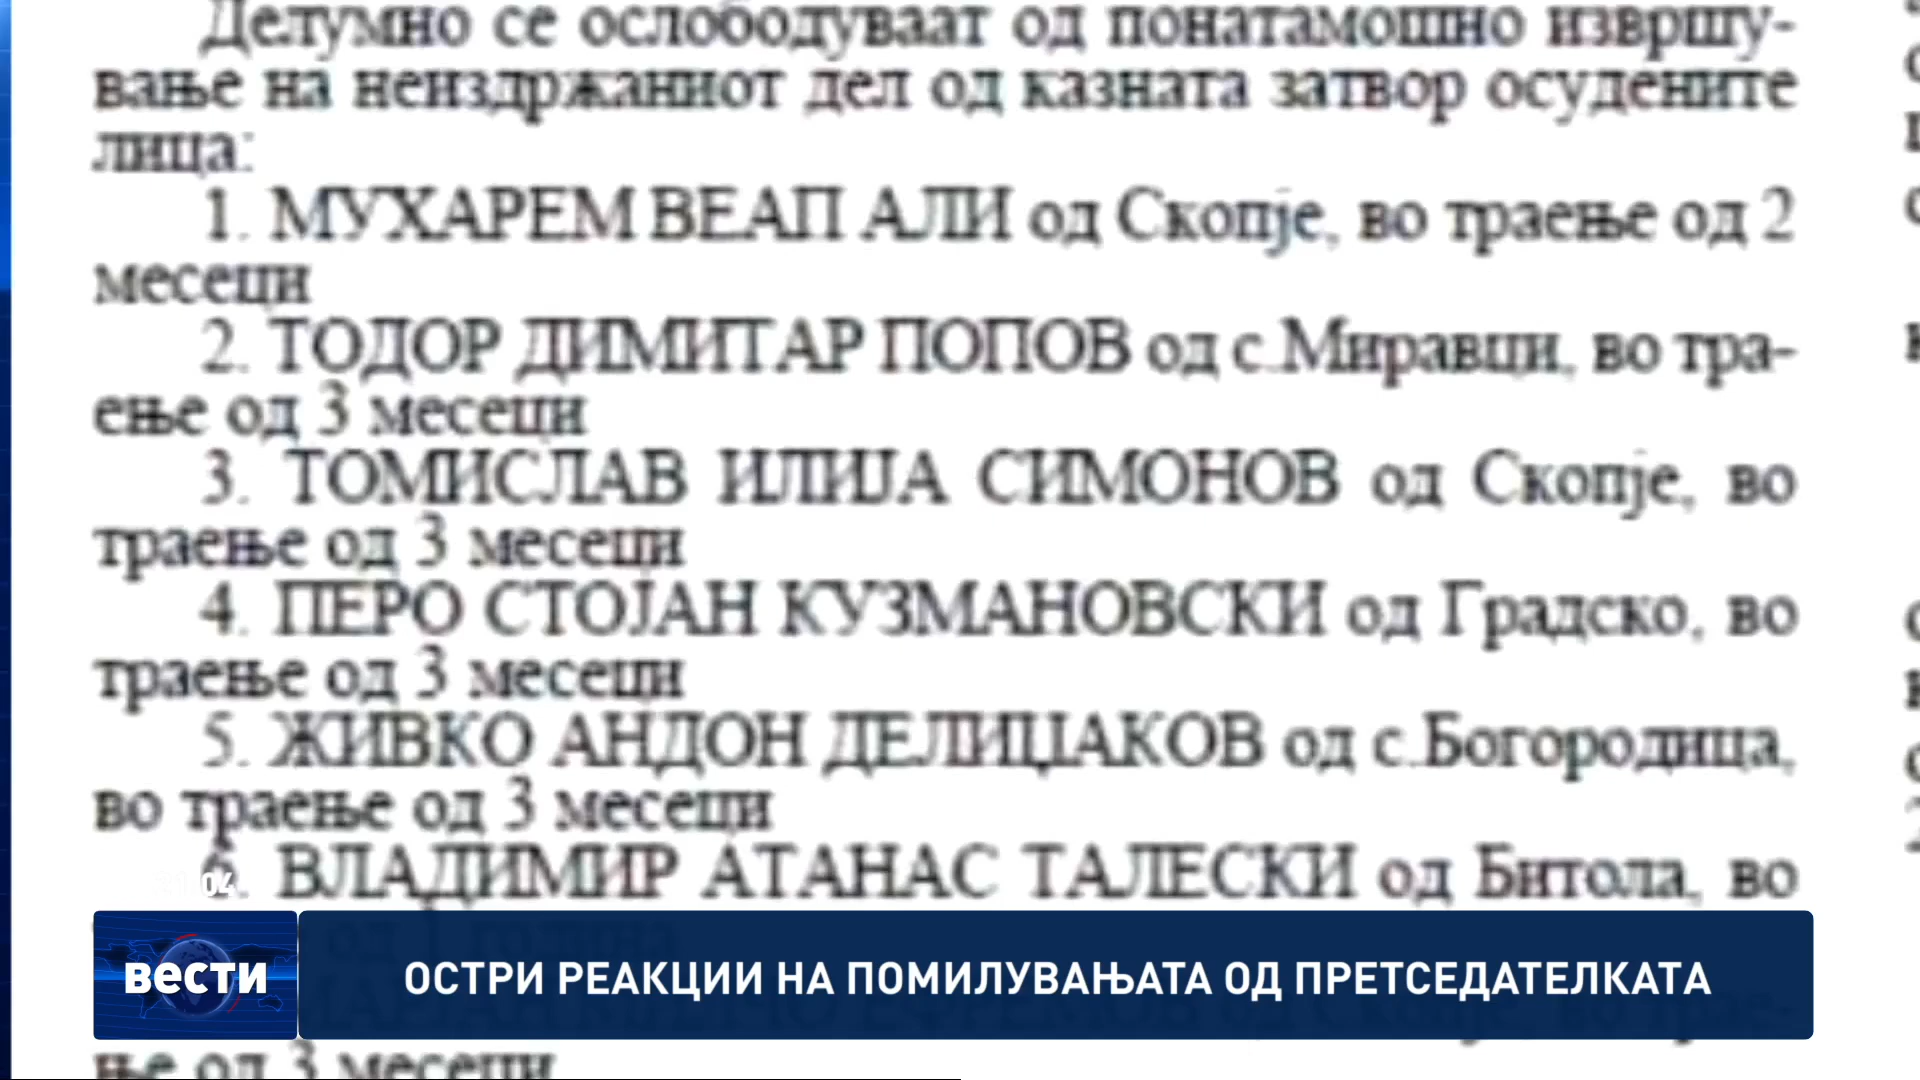 Делумно се ослободуваат од понатамошно извршу-
вање на неиздржаниот дел од казната затвор осудените
лица:
1. МУХАРЕМ ВЕАП АЛИ од Скопје, во траење од 2
месеци
2. ТОДОР ДИМИТАР ПОПОВ од с.Миравци, во тра-
ење од 3 месеци
3. ТОМИСЛАВ ИЛИЈА СИМОНОВ од Скопје, во
траење од 3 месеци
4. ПЕРО СТОЈАН КУЗМАНОВСКИ од Градско, во
траење од 3 месеци
5. ЖИВКО АНДОН ДЕЛИЏАКОВ од с.Богородица,
во траење од 3 месеци
6. ВЛАДИМИР АТАНАС ТАЛЕСКИ од Битола, во
вести
ОСТРИ РЕАКЦИИ НА ПОМИЛУВАЊАТА ОД ПРЕТСЕДАТЕЛКАТА
ње од 3 месеци